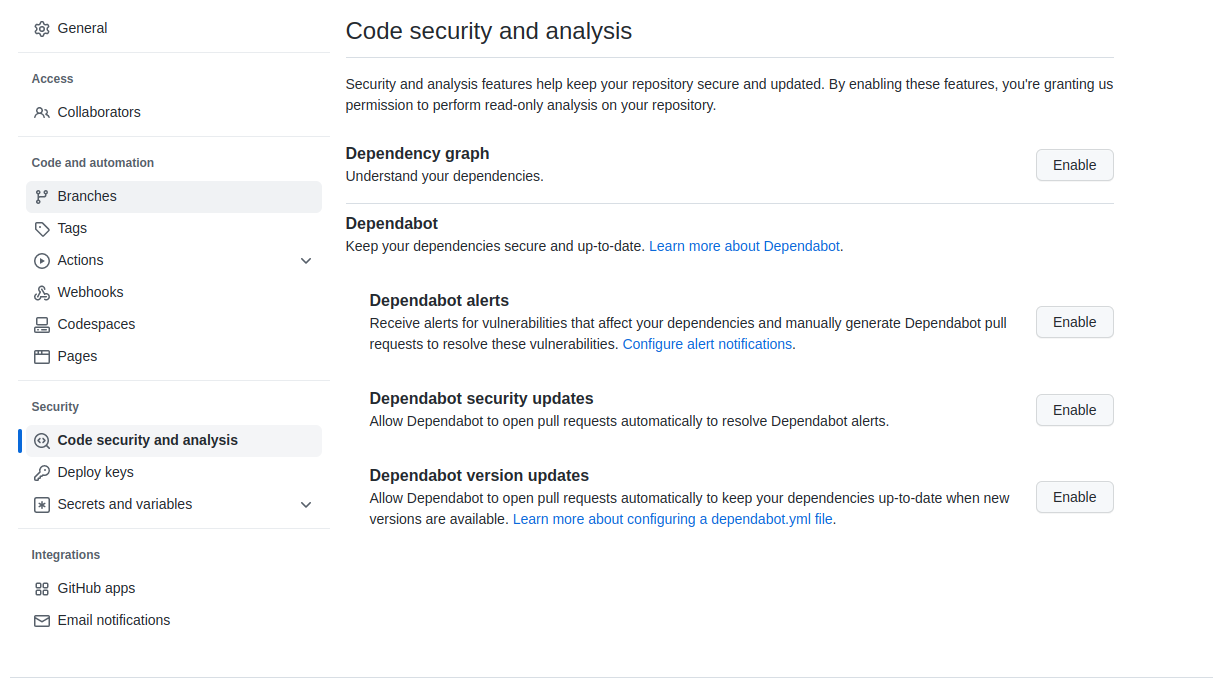 General
Access
Collaborators
Code and automation
Branches
Tags
Actions
Webhooks
Codespaces
Pages
Security
Code security and analysis
Deploy keys
Secrets and variables
Integrations
GitHub apps
Email notifications
Code security and analysis
Security and analysis features help keep your repository secure and updated. By enabling these features, you're granting us
permission to perform read-only analysis on your repository.
Dependency graph
Understand your dependencies.
Enable
Dependabot
Keep your dependencies secure and up-to-date. Learn more about Dependabot.
Dependabot alerts
Receive alerts for vulnerabilities that affect your dependencies and manually generate Dependabot pull
requests to resolve these vulnerabilities. Configure alert notifications.
Enable
Dependabot security updates
Allow Dependabot to open pull requests automatically to resolve Dependabot alerts.
Enable
Dependabot version updates
Allow Dependabot to open pull requests automatically to keep your dependencies up-to-date when new
versions are available. Learn more about configuring a dependabot.yml file.
Enable